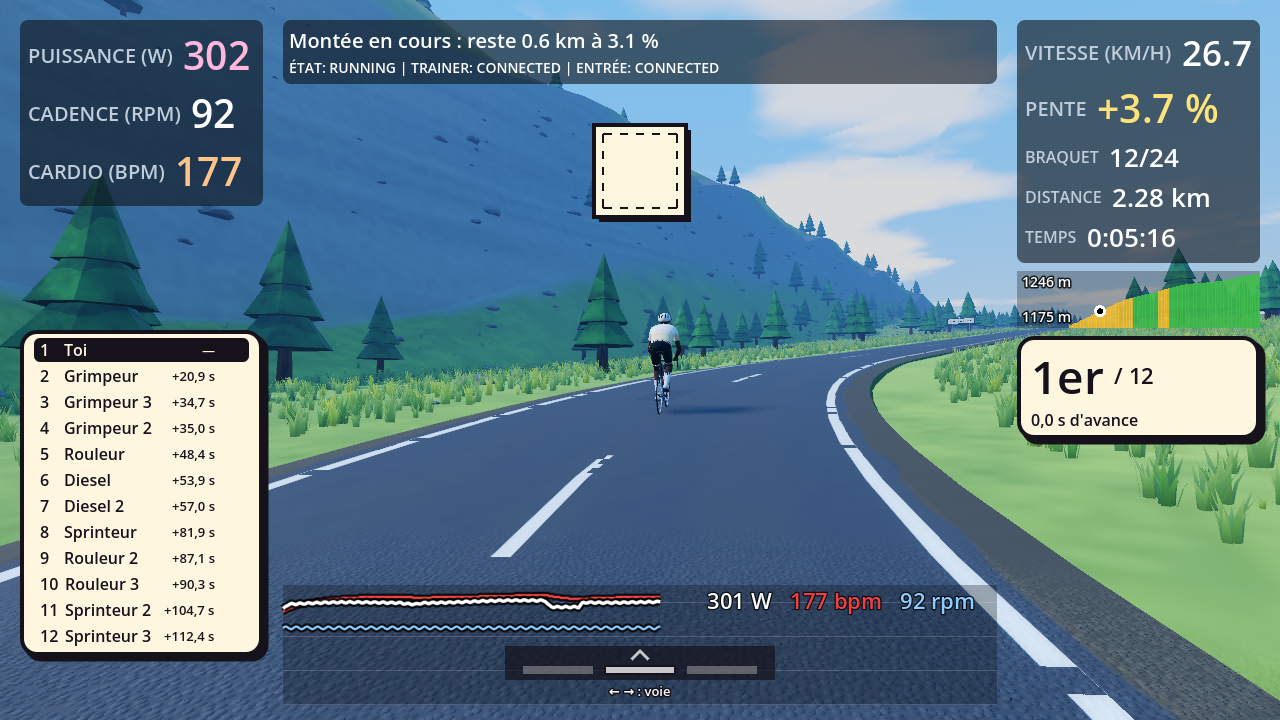 PUISSANCE (W) 302
CADENCE (RPM) 92
CARDIO (BPM) 177
Montée en cours : reste 0.6 km à 3.1 %
ÉTAT: RUNNING | TRAINER: CONNECTED | ENTRÉE: CONNECTED
VITESSE (KM/H) 26.7
PENTE +3.7 %
BRAQUET 12/24
DISTANCE 2.28 km
TEMPS 0:05:16
1246 m
1175 m
1er / 12
0,0 s d'avance
1 Toi —
2 Grimpeur +20,9 s
3 Grimpeur 3 +34,7 s
4 Grimpeur 2 +35,0 s
5 Rouleur +48,4 s
6 Diesel +53,9 s
7 Diesel 2 +57,0 s
8 Sprinteur +81,9 s
9 Rouleur 2 +87,1 s
10 Rouleur 3 +90,3 s
11 Sprinteur 2 +104,7 s
12 Sprinteur 3 +112,4 s
301 W 177 bpm 92 rpm
← → : voie